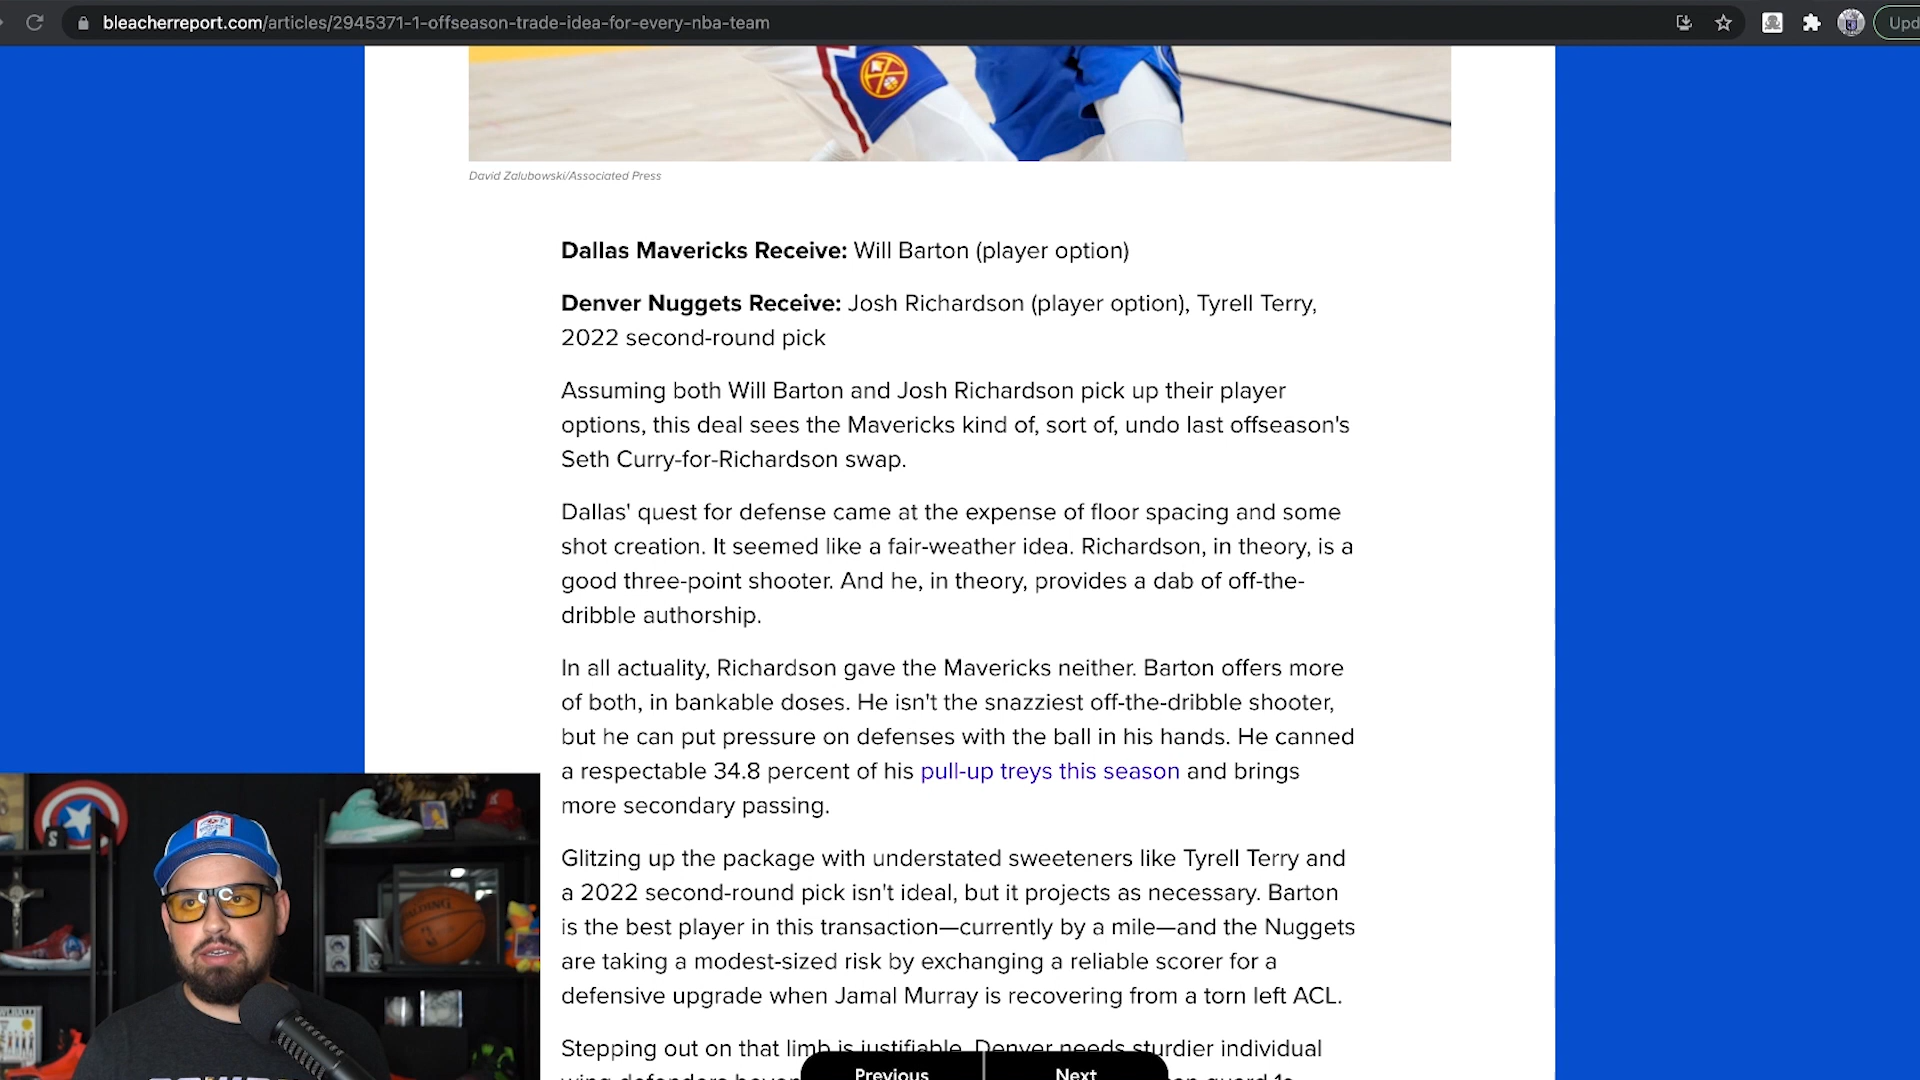 bleacherreport.com/articles/2945371-1-offseason-trade-idea-for-every-nba-team
Upd
David Zalubowski/Associated Press
Dallas Mavericks Receive: Will Barton (player option)
Denver Nuggets Receive: Josh Richardson (player option), Tyrell Terry,
2022 second-round pick
Assuming both Will Barton and Josh Richardson pick up their player
options, this deal sees the Mavericks kind of, sort of, undo last offseason's
Seth Curry-for-Richardson swap.
Dallas' quest for defense came at the expense of floor spacing and some
shot creation. It seemed like a fair-weather idea. Richardson, in theory, is a
good three-point shooter. And he, in theory, provides a dab of off-the-
dribble authorship.
In all actuality, Richardson gave the Mavericks neither. Barton offers more
of both, in bankable doses. He isn't the snazziest off-the-dribble shooter,
but he can put pressure on defenses with the ball in his hands. He canned
a respectable 34.8 percent of his pull-up treys this season and brings
more secondary passing.
Glitzing up the package with understated sweeteners like Tyrell Terry and
a 2022 second-round pick isn't ideal, but it projects as necessary. Barton
is the best player in this transaction—currently by a mile—and the Nuggets
are taking a modest-sized risk by exchanging a reliable scorer for a
defensive upgrade when Jamal Murray is recovering from a torn left ACL.
Stepping out on that limb is justifiable. Denver needs sturdier individual
Previous
Next
SPALDING